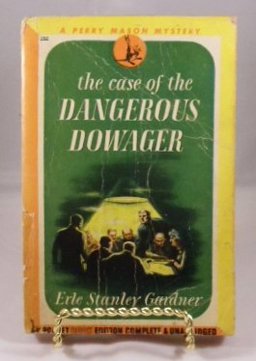 A PERRY MASON MYSTERY
the case of the
DANGEROUS
DOWAGER
Erle Stanley Gardner
EDITION COMPLETE & UNABRIDGED